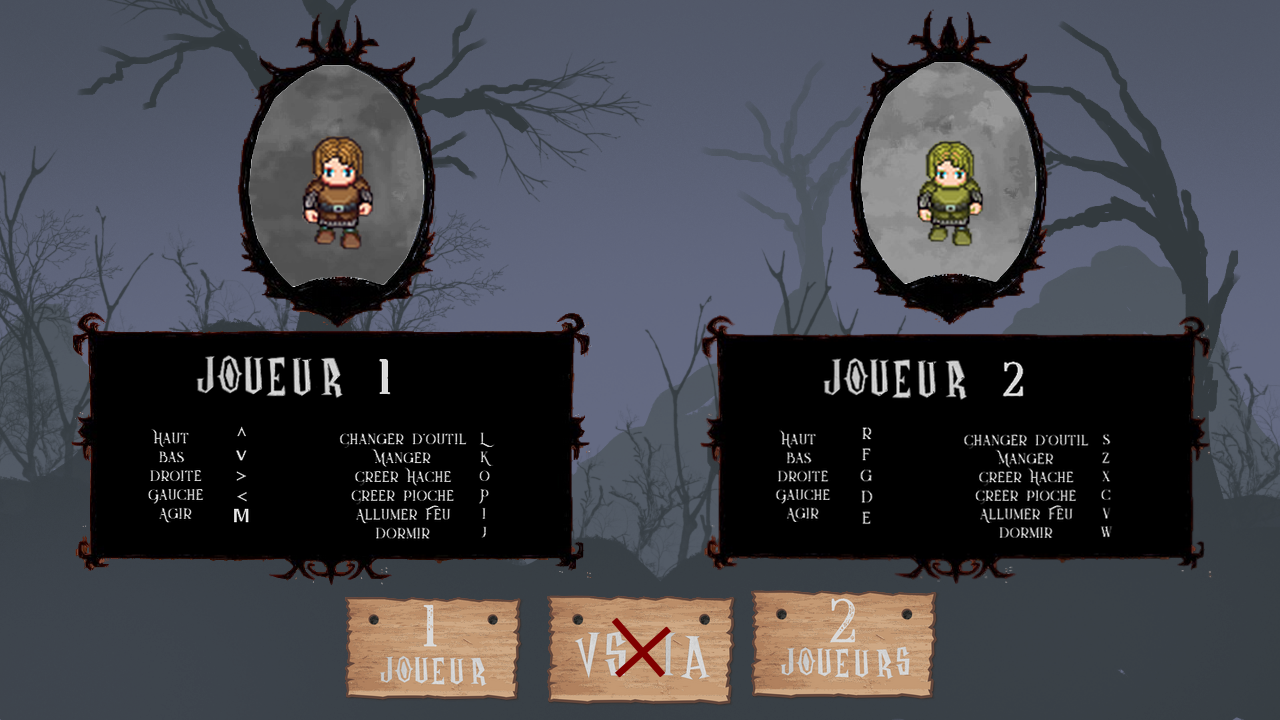 JOUEUR 1
HAUT ^
BAS v
DROITE >
GAUCHE <
AGIR M
CHANGER D'OUTIL L
MANGER K
CREER HACHE O
CREER PIOCHE P
ALLUMER FEU I
DORMIR J
JOUEUR 2
HAUT R
BAS F
DROITE G
GAUCHE D
AGIR E
CHANGER D'OUTIL S
MANGER Z
CREER HACHE X
CREER PIOCHE C
ALLUMER FEU V
DORMIR W
1
JOUEUR
VS IA
2
JOUEURS